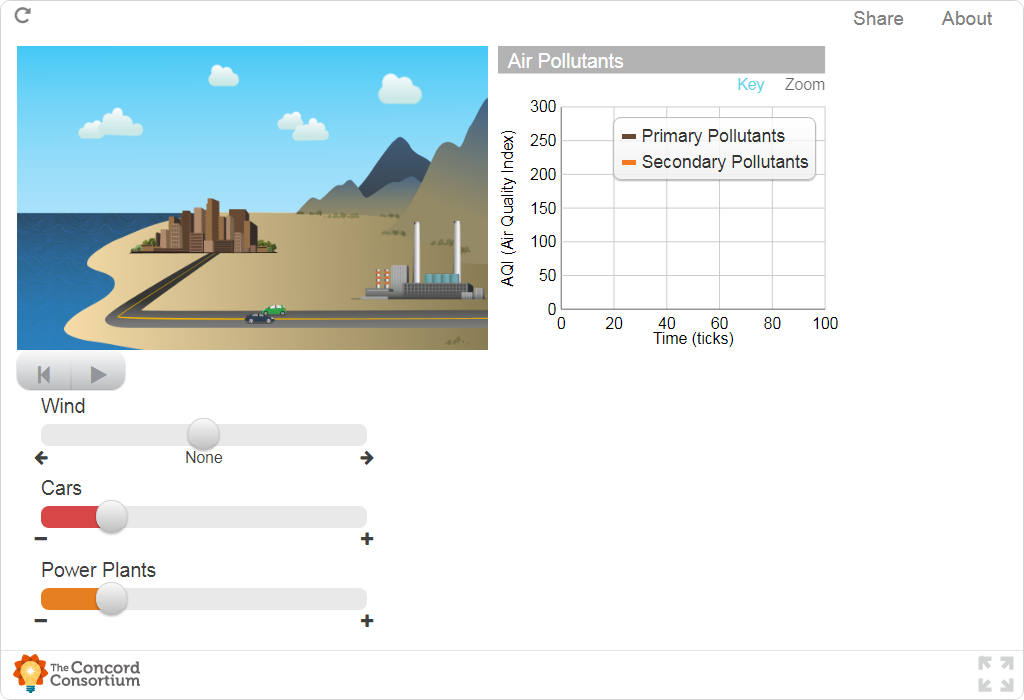 Share About
Air Pollutants
Key Zoom
AQI (Air Quality Index)
300
250
200
150
100
50
0
Primary Pollutants
Secondary Pollutants
0 20 40 60 80 100
Time (ticks)
Wind
None
Cars
Power Plants
The Concord
Consortium